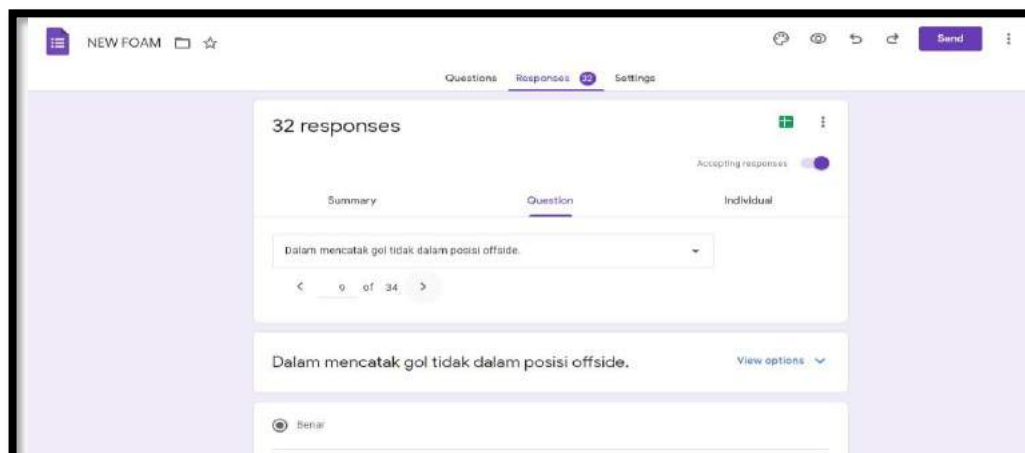 NEW FOAM
Send
Questions Responses 32 Settings
32 responses
Accepting responses
Summary Question Individual
Dalam mencatak gol tidak dalam posisi offside.
9 of 34
Dalam mencatak gol tidak dalam posisi offside.
View options
Benar